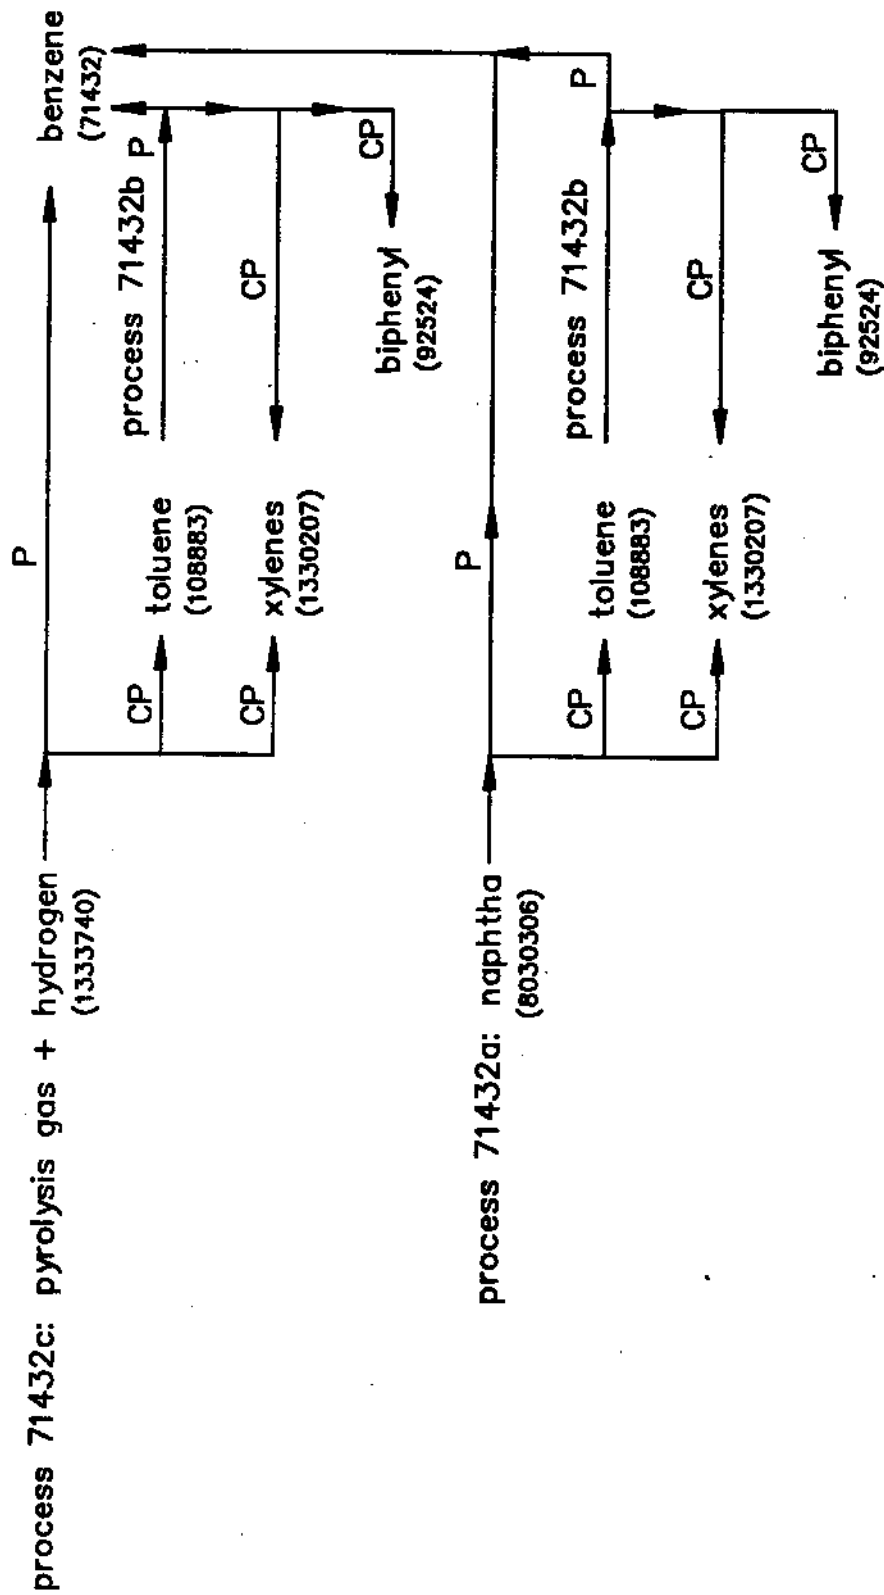 process 71432c: pyrolysis gas + hydrogen
(1333740)
P
benzene
(71432)
CP
toluene
(108883)
process 71432b
P
CP
xylenes
(1330207)
CP
CP
biphenyl
(92524)
process 71432a: naphtha
(8030306)
P
CP
toluene
(108883)
process 71432b
P
CP
xylenes
(1330207)
CP
CP
biphenyl
(92524)